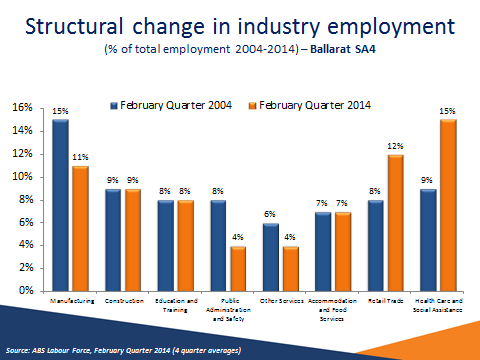 Structural change in industry employment
(% of total employment 2004-2014) – Ballarat SA4
February Quarter 2004 February Quarter 2014
16%
14%
12%
10%
8%
6%
4%
2%
0%
15% 11%
9% 9%
8% 8%
8% 4%
6% 4%
7% 7%
8% 12%
9% 15%
Manufacturing
Construction
Education and
Training
Public
Administration
and Safety
Other Services
Accommodation
and Food
Services
Retail Trade
Health Care and
Social Assistance
Source: ABS Labour Force, February Quarter 2014 (4 quarter averages)